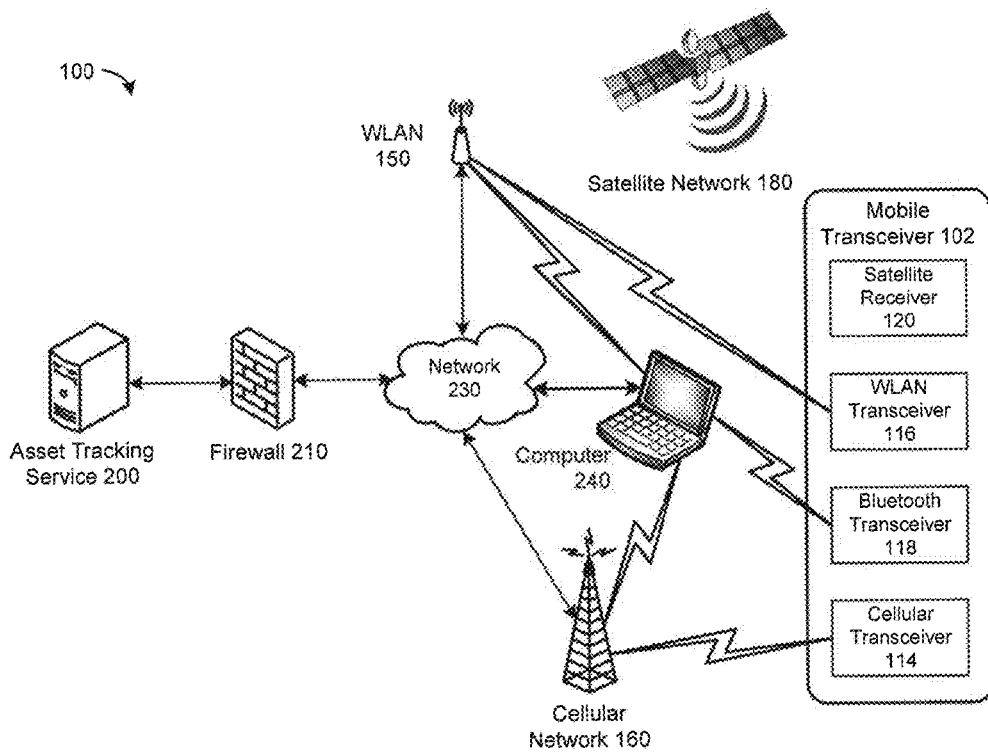 100
WLAN
150
Satellite Network 180
Mobile
Transceiver 102
Satellite
Receiver
120
WLAN
Transceiver
116
Bluetooth
Transceiver
118
Cellular
Transceiver
114
Network
230
Asset Tracking
Service 200
Firewall 210
Computer
240
Cellular
Network 160